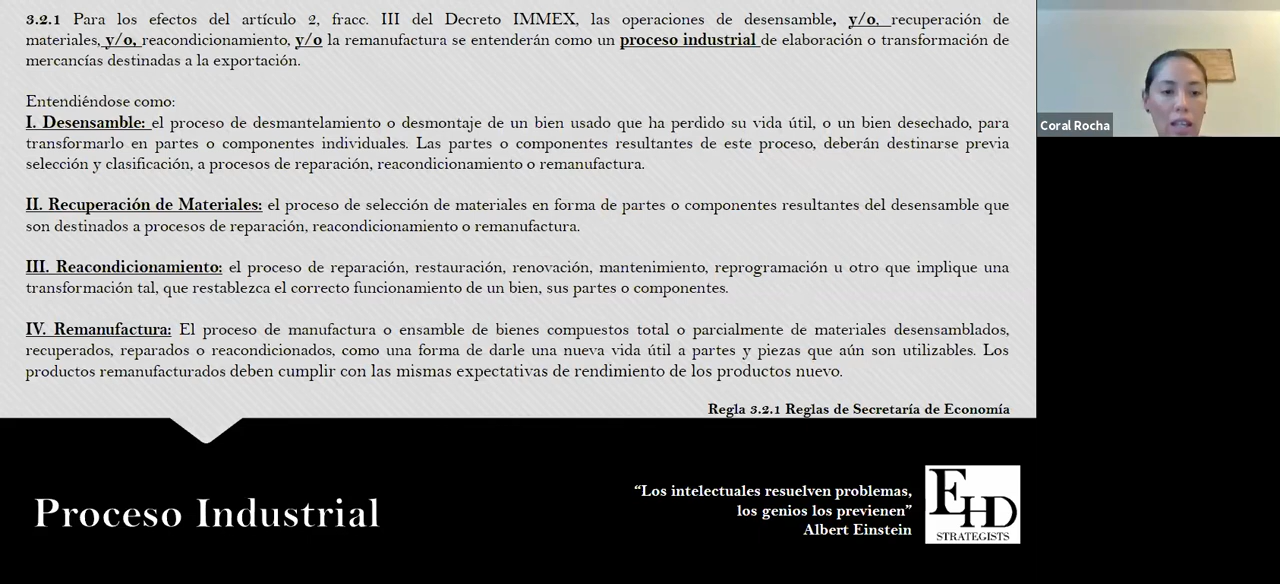 3.2.1 Para los efectos del artículo 2, fracc. III del Decreto IMMEX, las operaciones de desensamble, y/o, recuperación de
materiales, y/o, reacondicionamiento, y/o la remanufactura se entenderán como un proceso industrial de elaboración o transformación de
mercancías destinadas a la exportación.
Entendiéndose como:
I. Desensamble: el proceso de desmantelamiento o desmontaje de un bien usado que ha perdido su vida útil, o un bien desechado, para
transformarlo en partes o componentes individuales. Las partes o componentes resultantes de este proceso, deberán destinarse previa
selección y clasificación, a procesos de reparación, reacondicionamiento o remanufactura.
II. Recuperación de Materiales: el proceso de selección de materiales en forma de partes o componentes resultantes del desensamble que
son destinados a procesos de reparación, reacondicionamiento o remanufactura.
III. Reacondicionamiento: el proceso de reparación, restauración, renovación, mantenimiento, reprogramación u otro que implique una
transformación tal, que restablezca el correcto funcionamiento de un bien, sus partes o componentes.
IV. Remanufactura: El proceso de manufactura o ensamble de bienes compuestos total o parcialmente de materiales desensamblados,
recuperados, reparados o reacondicionados, como una forma de darle una nueva vida útil a partes y piezas que aún son utilizables. Los
productos remanufacturados deben cumplir con las mismas expectativas de rendimiento de los productos nuevo.
Regla 3.2.1 Reglas de Secretaría de Economía
Proceso Industrial
“Los intelectuales resuelven problemas,
los genios los previenen”
Albert Einstein
EHD
STRATEGISTS
Coral Rocha